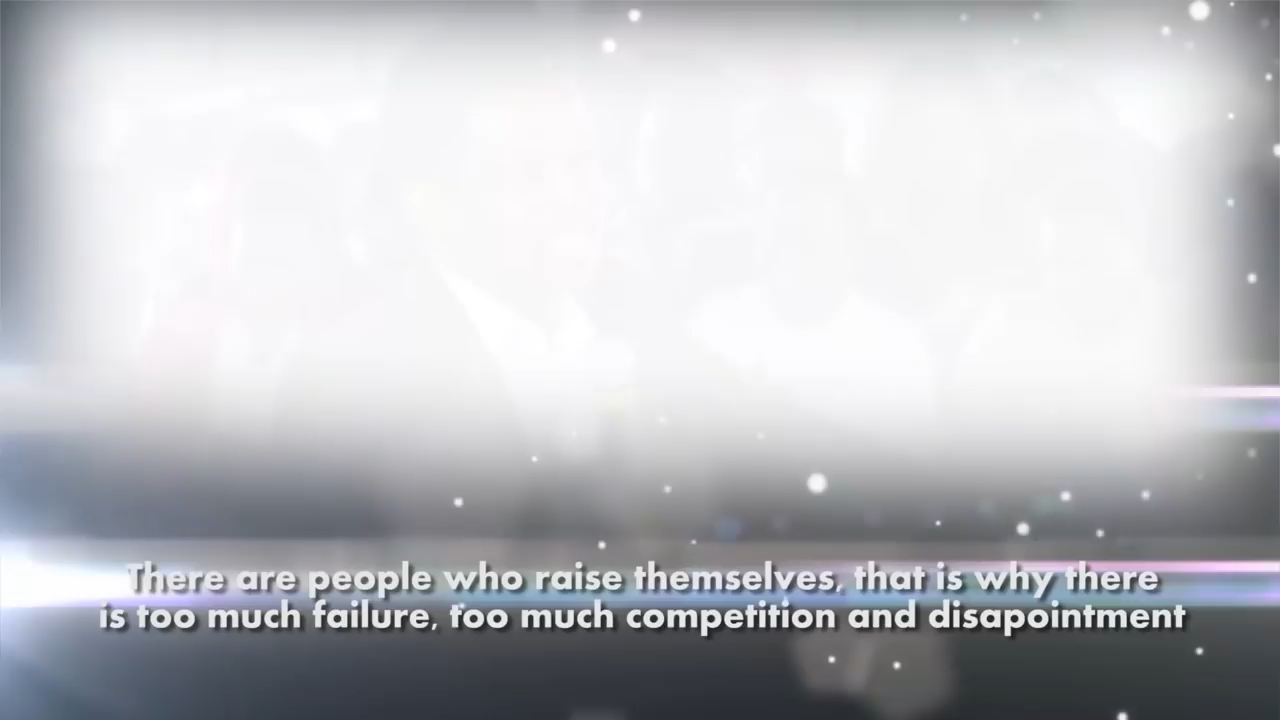 There are people who raise themselves, that is why there
is too much failure, too much competition and disapointment